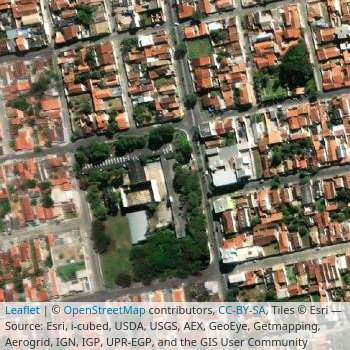 Leaflet | © OpenStreetMap contributors, CC-BY-SA, Tiles © Esri —
Source: Esri, i-cubed, USDA, USGS, AEX, GeoEye, Getmapping,
Aerogrid, IGN, IGP, UPR-EGP, and the GIS User Community